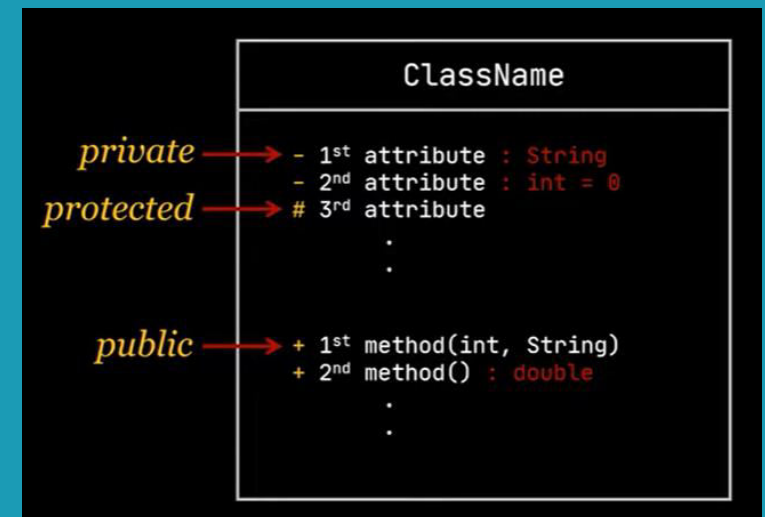 ClassName
private - 1st attribute : String
- 2nd attribute : int = 0
protected # 3rd attribute
.
.
public + 1st method(int, String)
+ 2nd method() : double
.
.